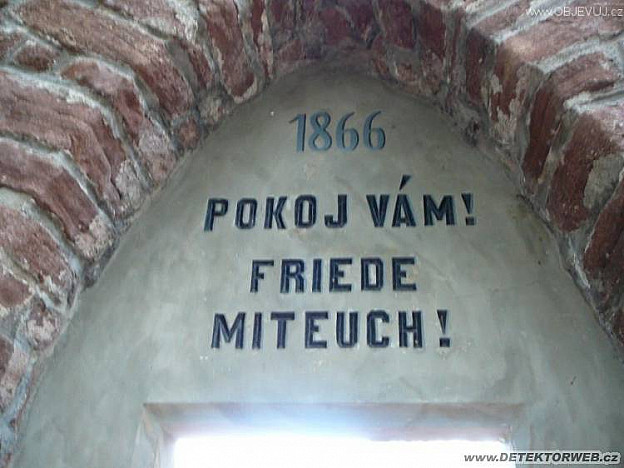 WWW.OBJEVUJ.CZ
1866
POKOJ VÁM!
FRIEDE
MITEUCH!
www.DETEKTORWEB.cz